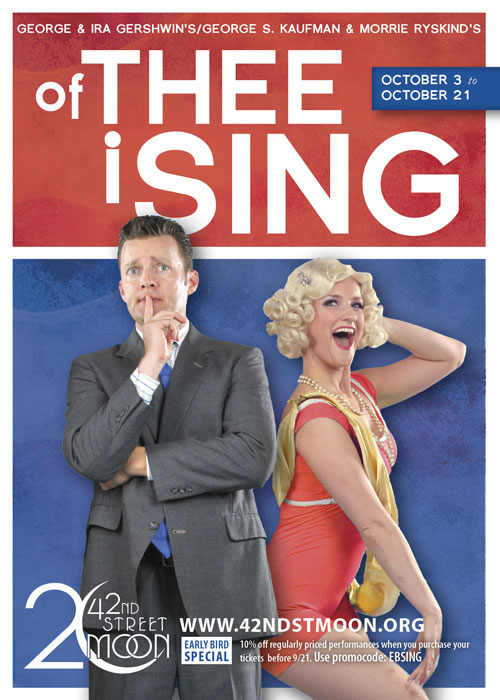 GEORGE & IRA GERSHWIN'S/GEORGE S. KAUFMAN & MORRIE RYSKIND'S
of THEE
i SING
OCTOBER 3 to
OCTOBER 21
20
42ND
STREET
MOON
WWW.42NDSTMOON.ORG
EARLY BIRD
SPECIAL
10% off regularly priced performances when you purchase your
tickets before 9/21. Use promocode: EBSING